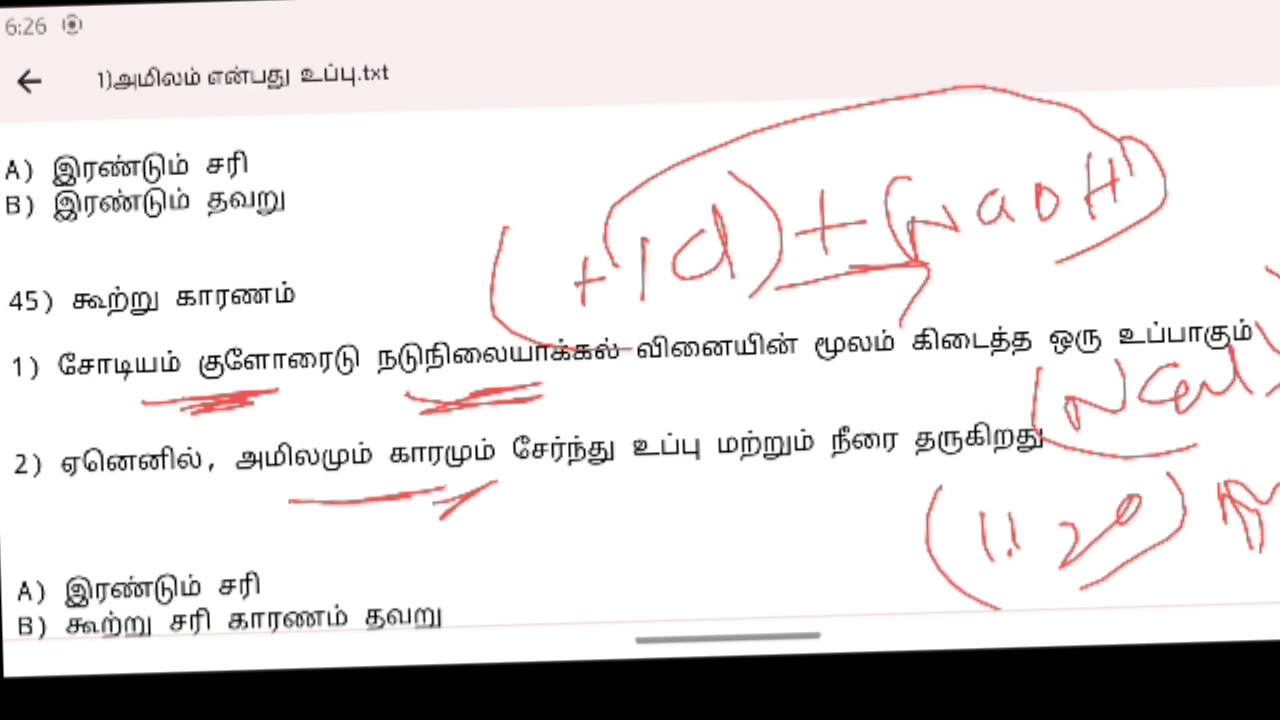 6:26
1)அமிலம் என்பது உப்பு.txt
A) இரண்டும் சரி
B) இரண்டும் தவறு
+ NaOH
45) கூற்று காரணம்
1) சோடியம் குளோரைடு நடுநிலையாக்கல் வினையின் மூலம் கிடைத்த ஒரு உப்பாகும்
2) ஏனெனில், அமிலமும் காரமும் சேர்ந்து உப்பு மற்றும் நீரை தருகிறது
A) இரண்டும் சரி
B) கூற்று சரி காரணம் தவறு